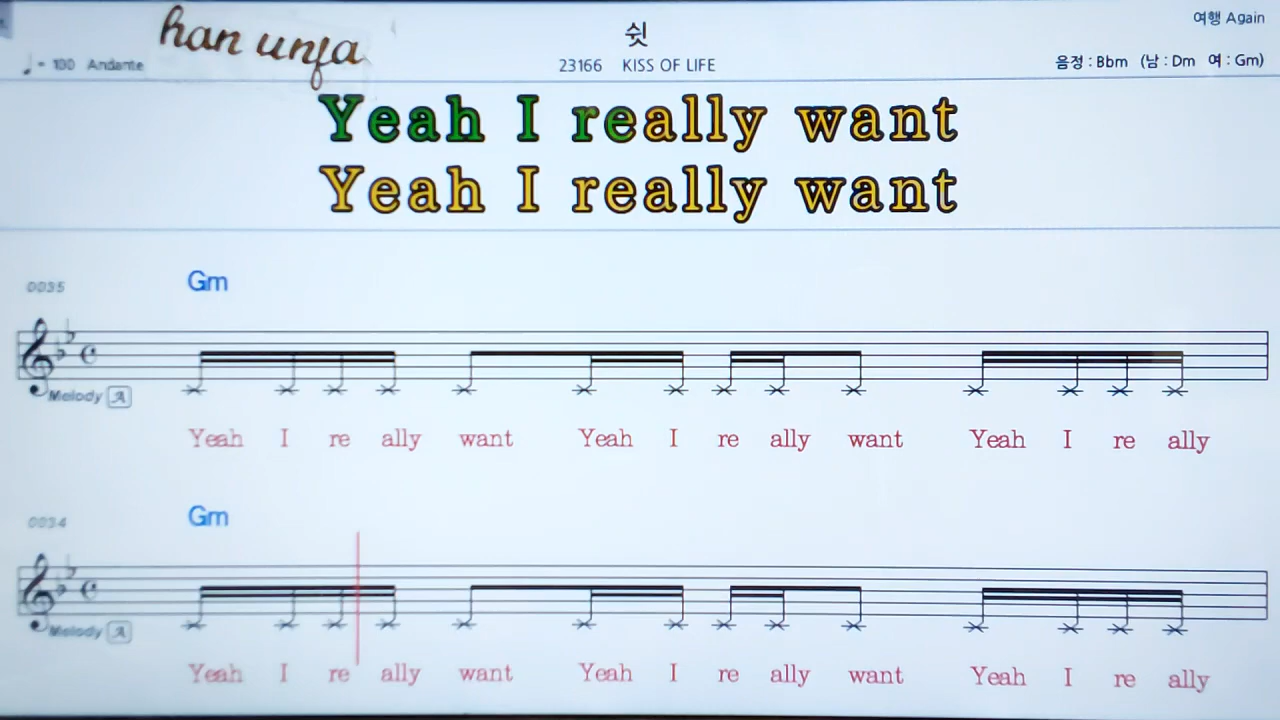 han unfa
쉿
여행 Again
♩ = 100 Andante
23166 KISS OF LIFE
음정 : Bbm (남 : Dm 여 : Gm)
Yeah I really want
Yeah I really want
0035
Gm
Melody A
Yeah I re ally want Yeah I re ally want Yeah I re ally
0034
Gm
Melody A
Yeah I re ally want Yeah I re ally want Yeah I re ally